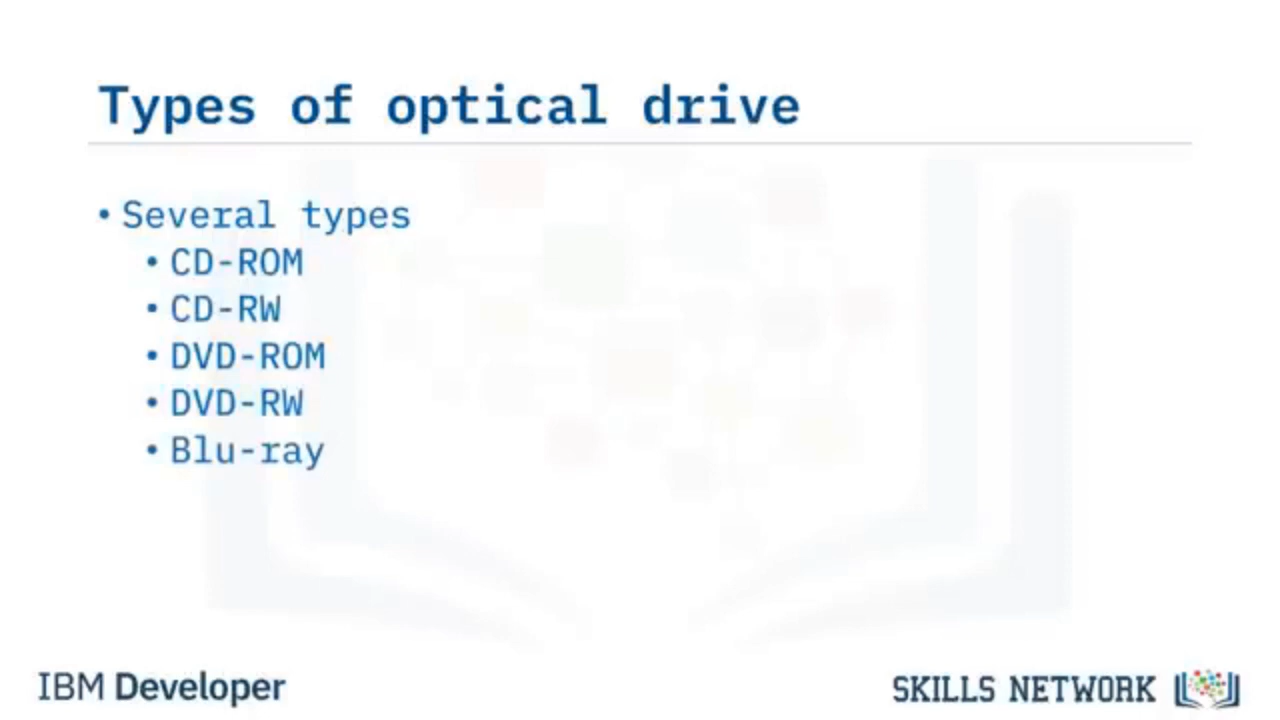 Types of optical drive
• Several types
• CD-ROM
• CD-RW
• DVD-ROM
• DVD-RW
• Blu-ray
IBM Developer
SKILLS NETWORK